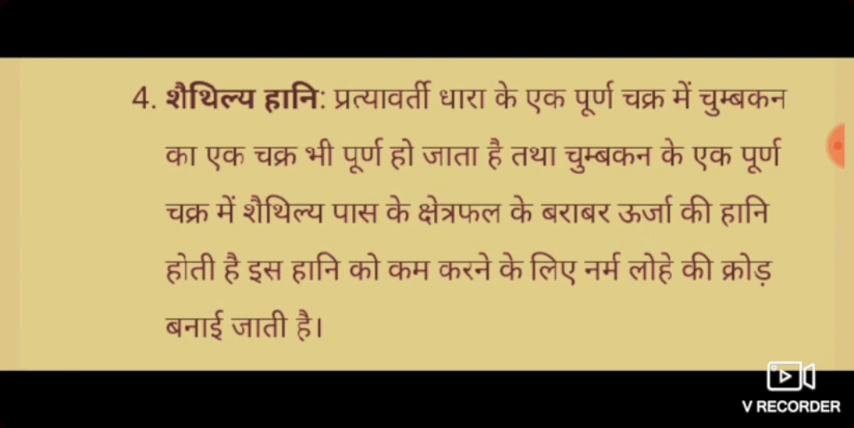 4. शैथिल्य हानि: प्रत्यावर्ती धारा के एक पूर्ण चक्र में चुम्बकन
का एक चक्र भी पूर्ण हो जाता है तथा चुम्बकन के एक पूर्ण
चक्र में शैथिल्य पास के क्षेत्रफल के बराबर ऊर्जा की हानि
होती है इस हानि को कम करने के लिए नर्म लोहे की क्रोड़
बनाई जाती है।
V RECORDER